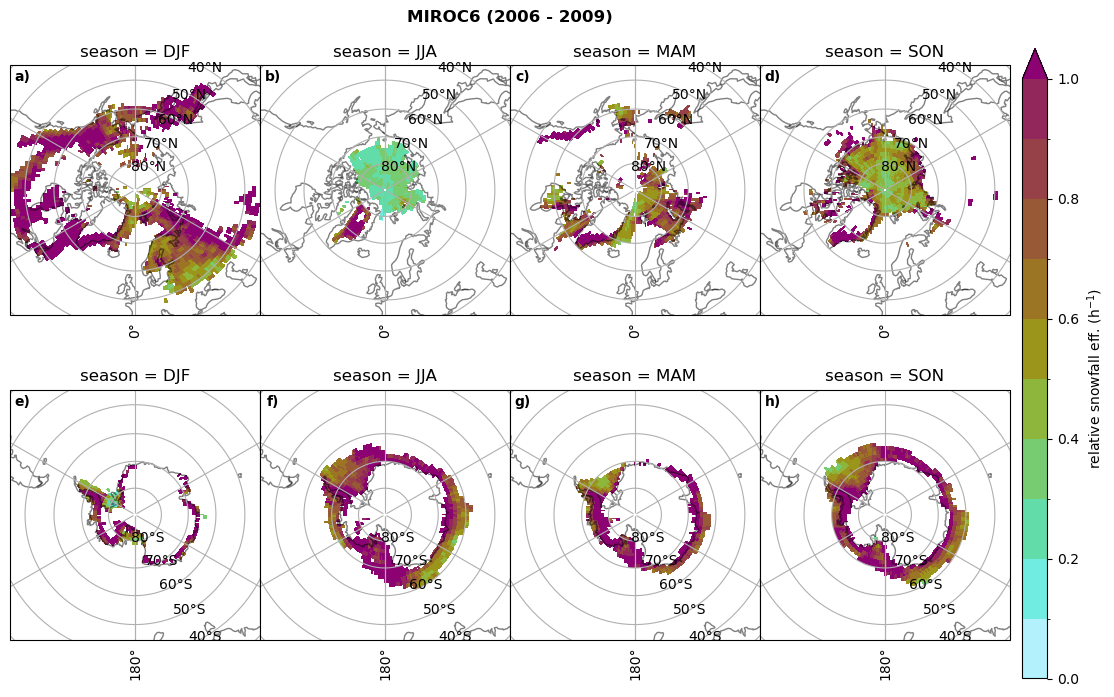 MIROC6 (2006 - 2009)
season = DJF
season = JJA
season = MAM
season = SON
a)
b)
c)
d)
40°N
50°N
60°N
70°N
80°N
40°N
50°N
60°N
70°N
80°N
40°N
50°N
60°N
70°N
80°N
40°N
50°N
60°N
70°N
80°N
0°
0°
0°
0°
season = DJF
season = JJA
season = MAM
season = SON
e)
f)
g)
h)
80°S
70°S
60°S
50°S
40°S
80°S
70°S
60°S
50°S
40°S
80°S
70°S
60°S
50°S
40°S
80°S
70°S
60°S
50°S
40°S
180°
180°
180°
180°
1.0
0.8
0.6
0.4
0.2
0.0
relative snowfall eff. (h⁻¹)